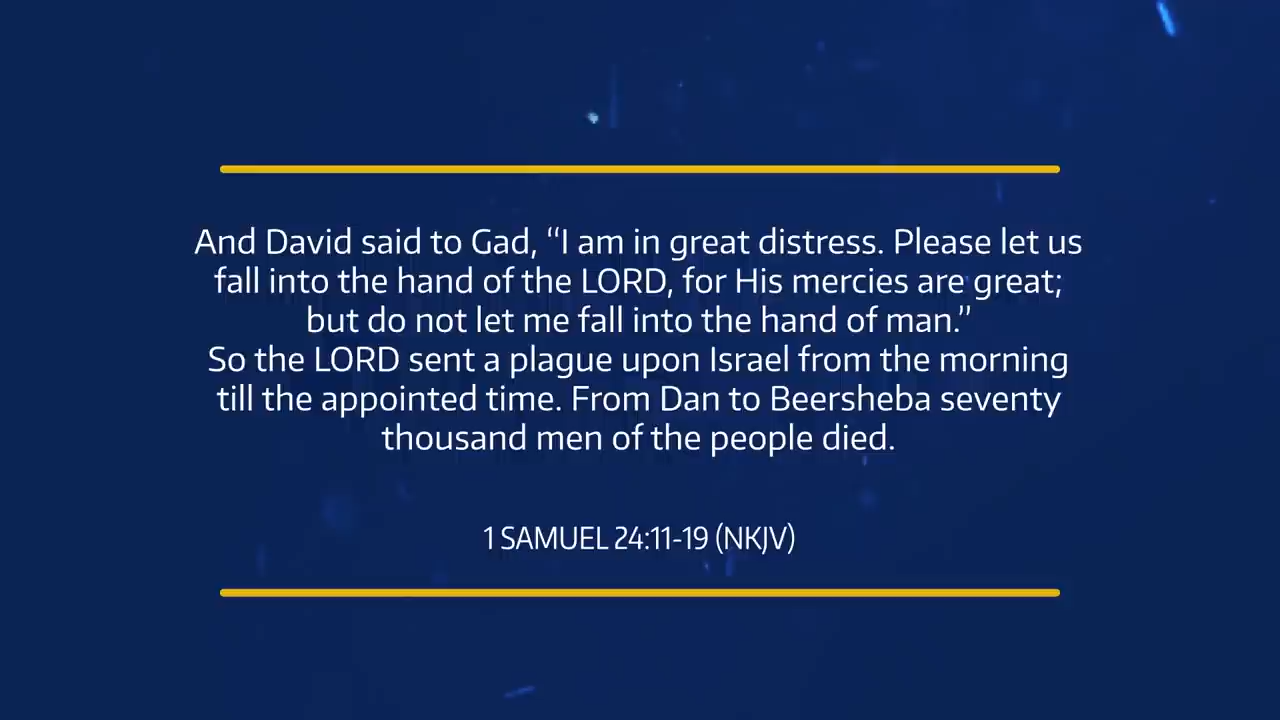 And David said to Gad, “I am in great distress. Please let us
fall into the hand of the LORD, for His mercies are great;
but do not let me fall into the hand of man.”
So the LORD sent a plague upon Israel from the morning
till the appointed time. From Dan to Beersheba seventy
thousand men of the people died.
1 SAMUEL 24:11-19 (NKJV)